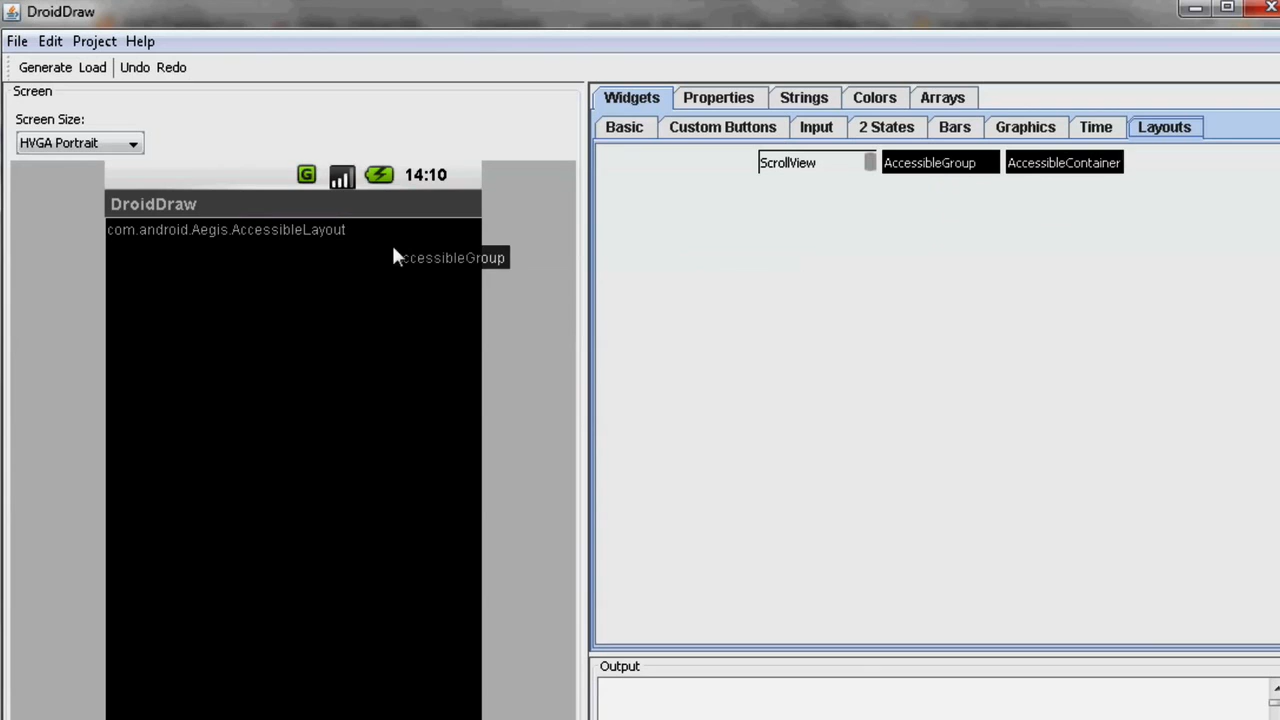 DroidDraw
File Edit Project Help
Generate Load Undo Redo
Screen
Screen Size:
HVGA Portrait
14:10
DroidDraw
com.android.Aegis.AccessibleLayout
ccessibleGroup
Widgets Properties Strings Colors Arrays
Basic Custom Buttons Input 2 States Bars Graphics Time Layouts
ScrollView AccessibleGroup AccessibleContainer
Output